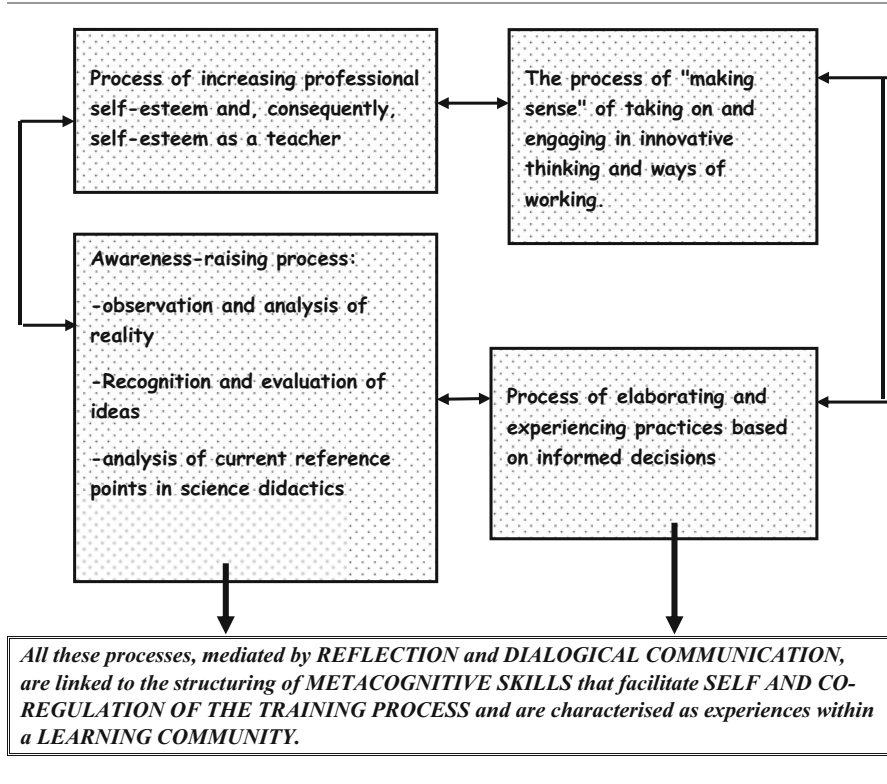 Process of increasing professional
self-esteem and, consequently,
self-esteem as a teacher
The process of "making
sense" of taking on and
engaging in innovative
thinking and ways of
working.
Awareness-raising process:
-observation and analysis of
reality
-Recognition and evaluation of
ideas
-analysis of current reference
points in science didactics
Process of elaborating and
experiencing practices based
on informed decisions
All these processes, mediated by REFLECTION and DIALOGICAL COMMUNICATION,
are linked to the structuring of METACOGNITIVE SKILLS that facilitate SELF AND CO-
REGULATION OF THE TRAINING PROCESS and are characterised as experiences within
a LEARNING COMMUNITY.